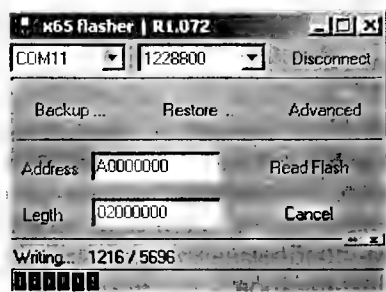 x65 flasher | R1.072
COM11 1228800 Disconnect
Backup ... Restore .. Advanced
Address A0000000 Read Flash
Legth 02000000 Cancel
Writing... 1216 / 5696